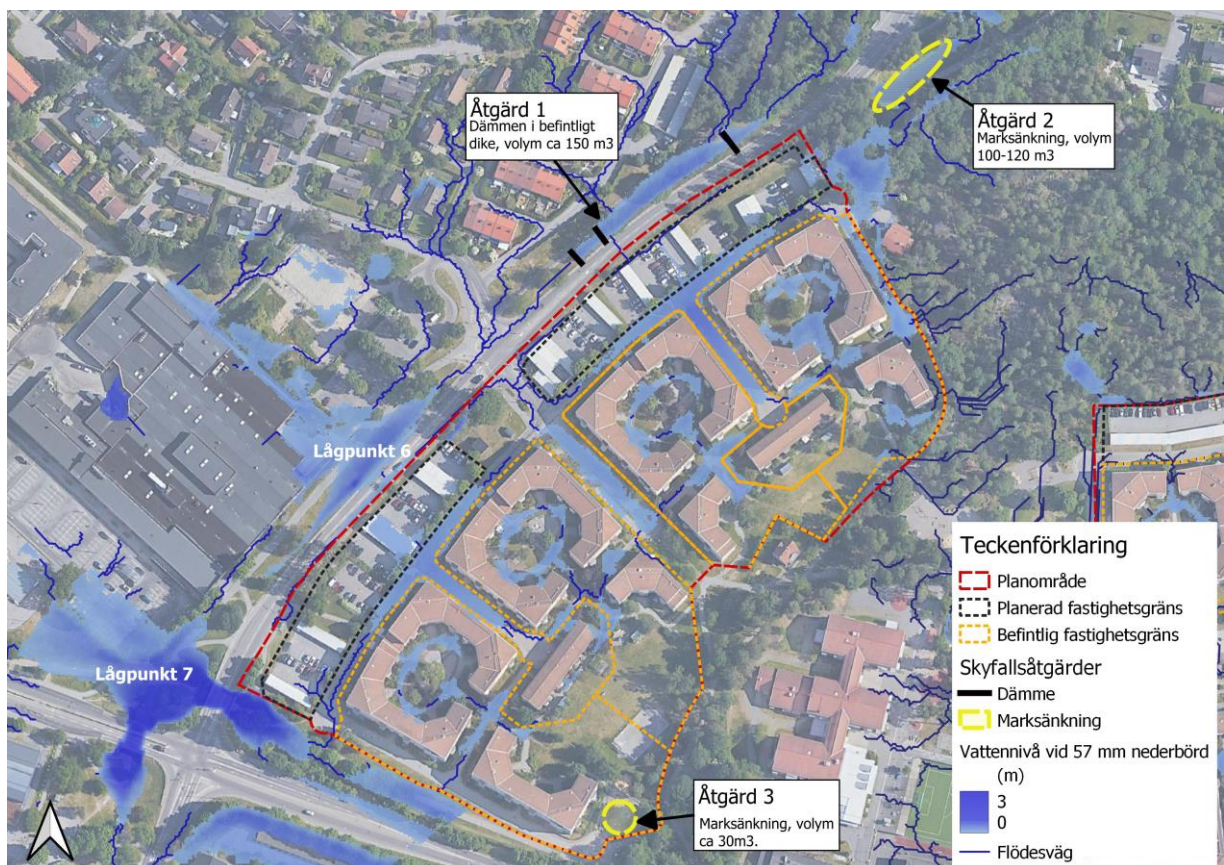 Åtgärd 1
Dämmen i befintligt
dike, volym ca 150 m3
Åtgärd 2
Marksänkning, volym
100-120 m3
Lågpunkt 6
Lågpunkt 7
Åtgärd 3
Marksänkning, volym
ca 30m3.
Teckenförklaring
Planområde
Planerad fastighetsgräns
Befintlig fastighetsgräns
Skyfallsåtgärder
Dämme
Marksänkning
Vattennivå vid 57 mm nederbörd
(m)
3
0
Flödesväg